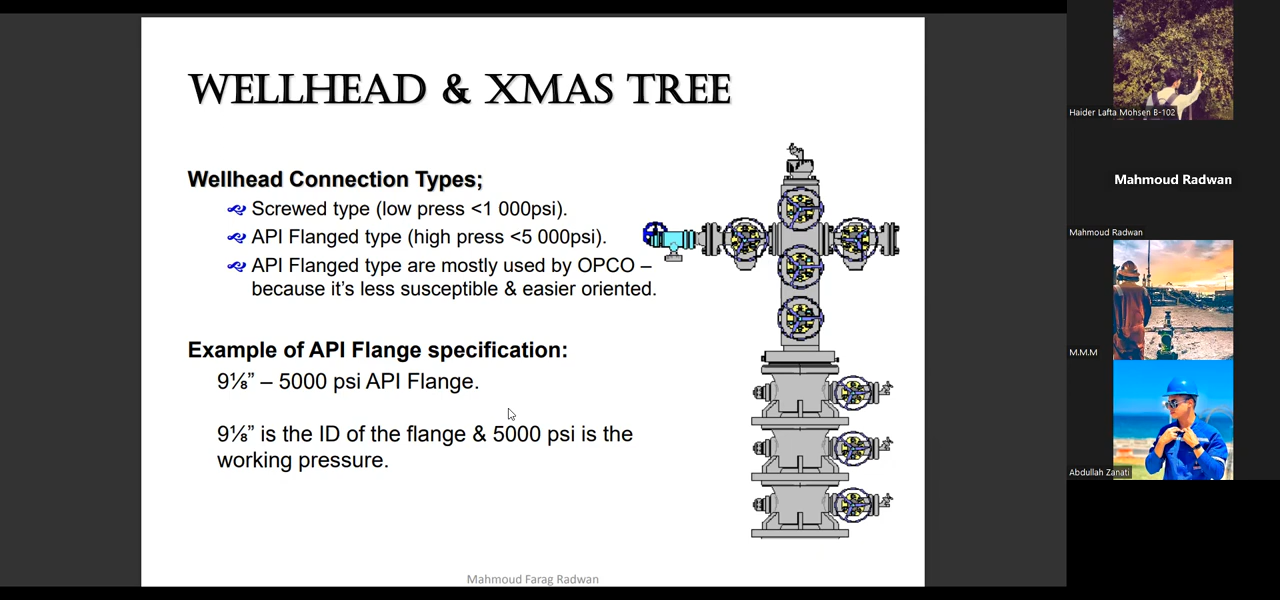 WELLHEAD & XMAS TREE
Wellhead Connection Types;
Screwed type (low press <1 000psi).
API Flanged type (high press <5 000psi).
API Flanged type are mostly used by OPCO –
because it's less susceptible & easier oriented.
Example of API Flange specification:
9⅛” – 5000 psi API Flange.
9⅛” is the ID of the flange & 5000 psi is the
working pressure.
Mahmoud Farag Radwan
Haider Lafta Mohsen B-102
Mahmoud Radwan
Mahmoud Radwan
M.M.M
Abdullah Zanati